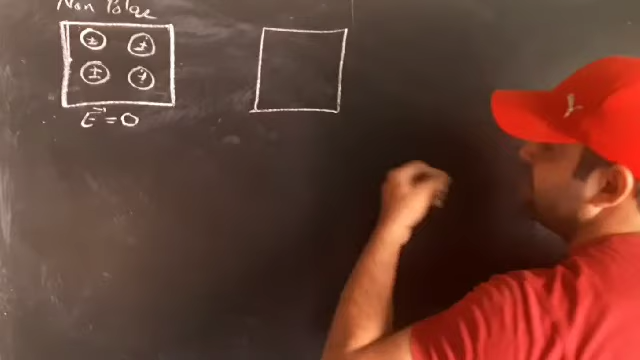 Non Polar
± ±
± ±
E⃗ = 0